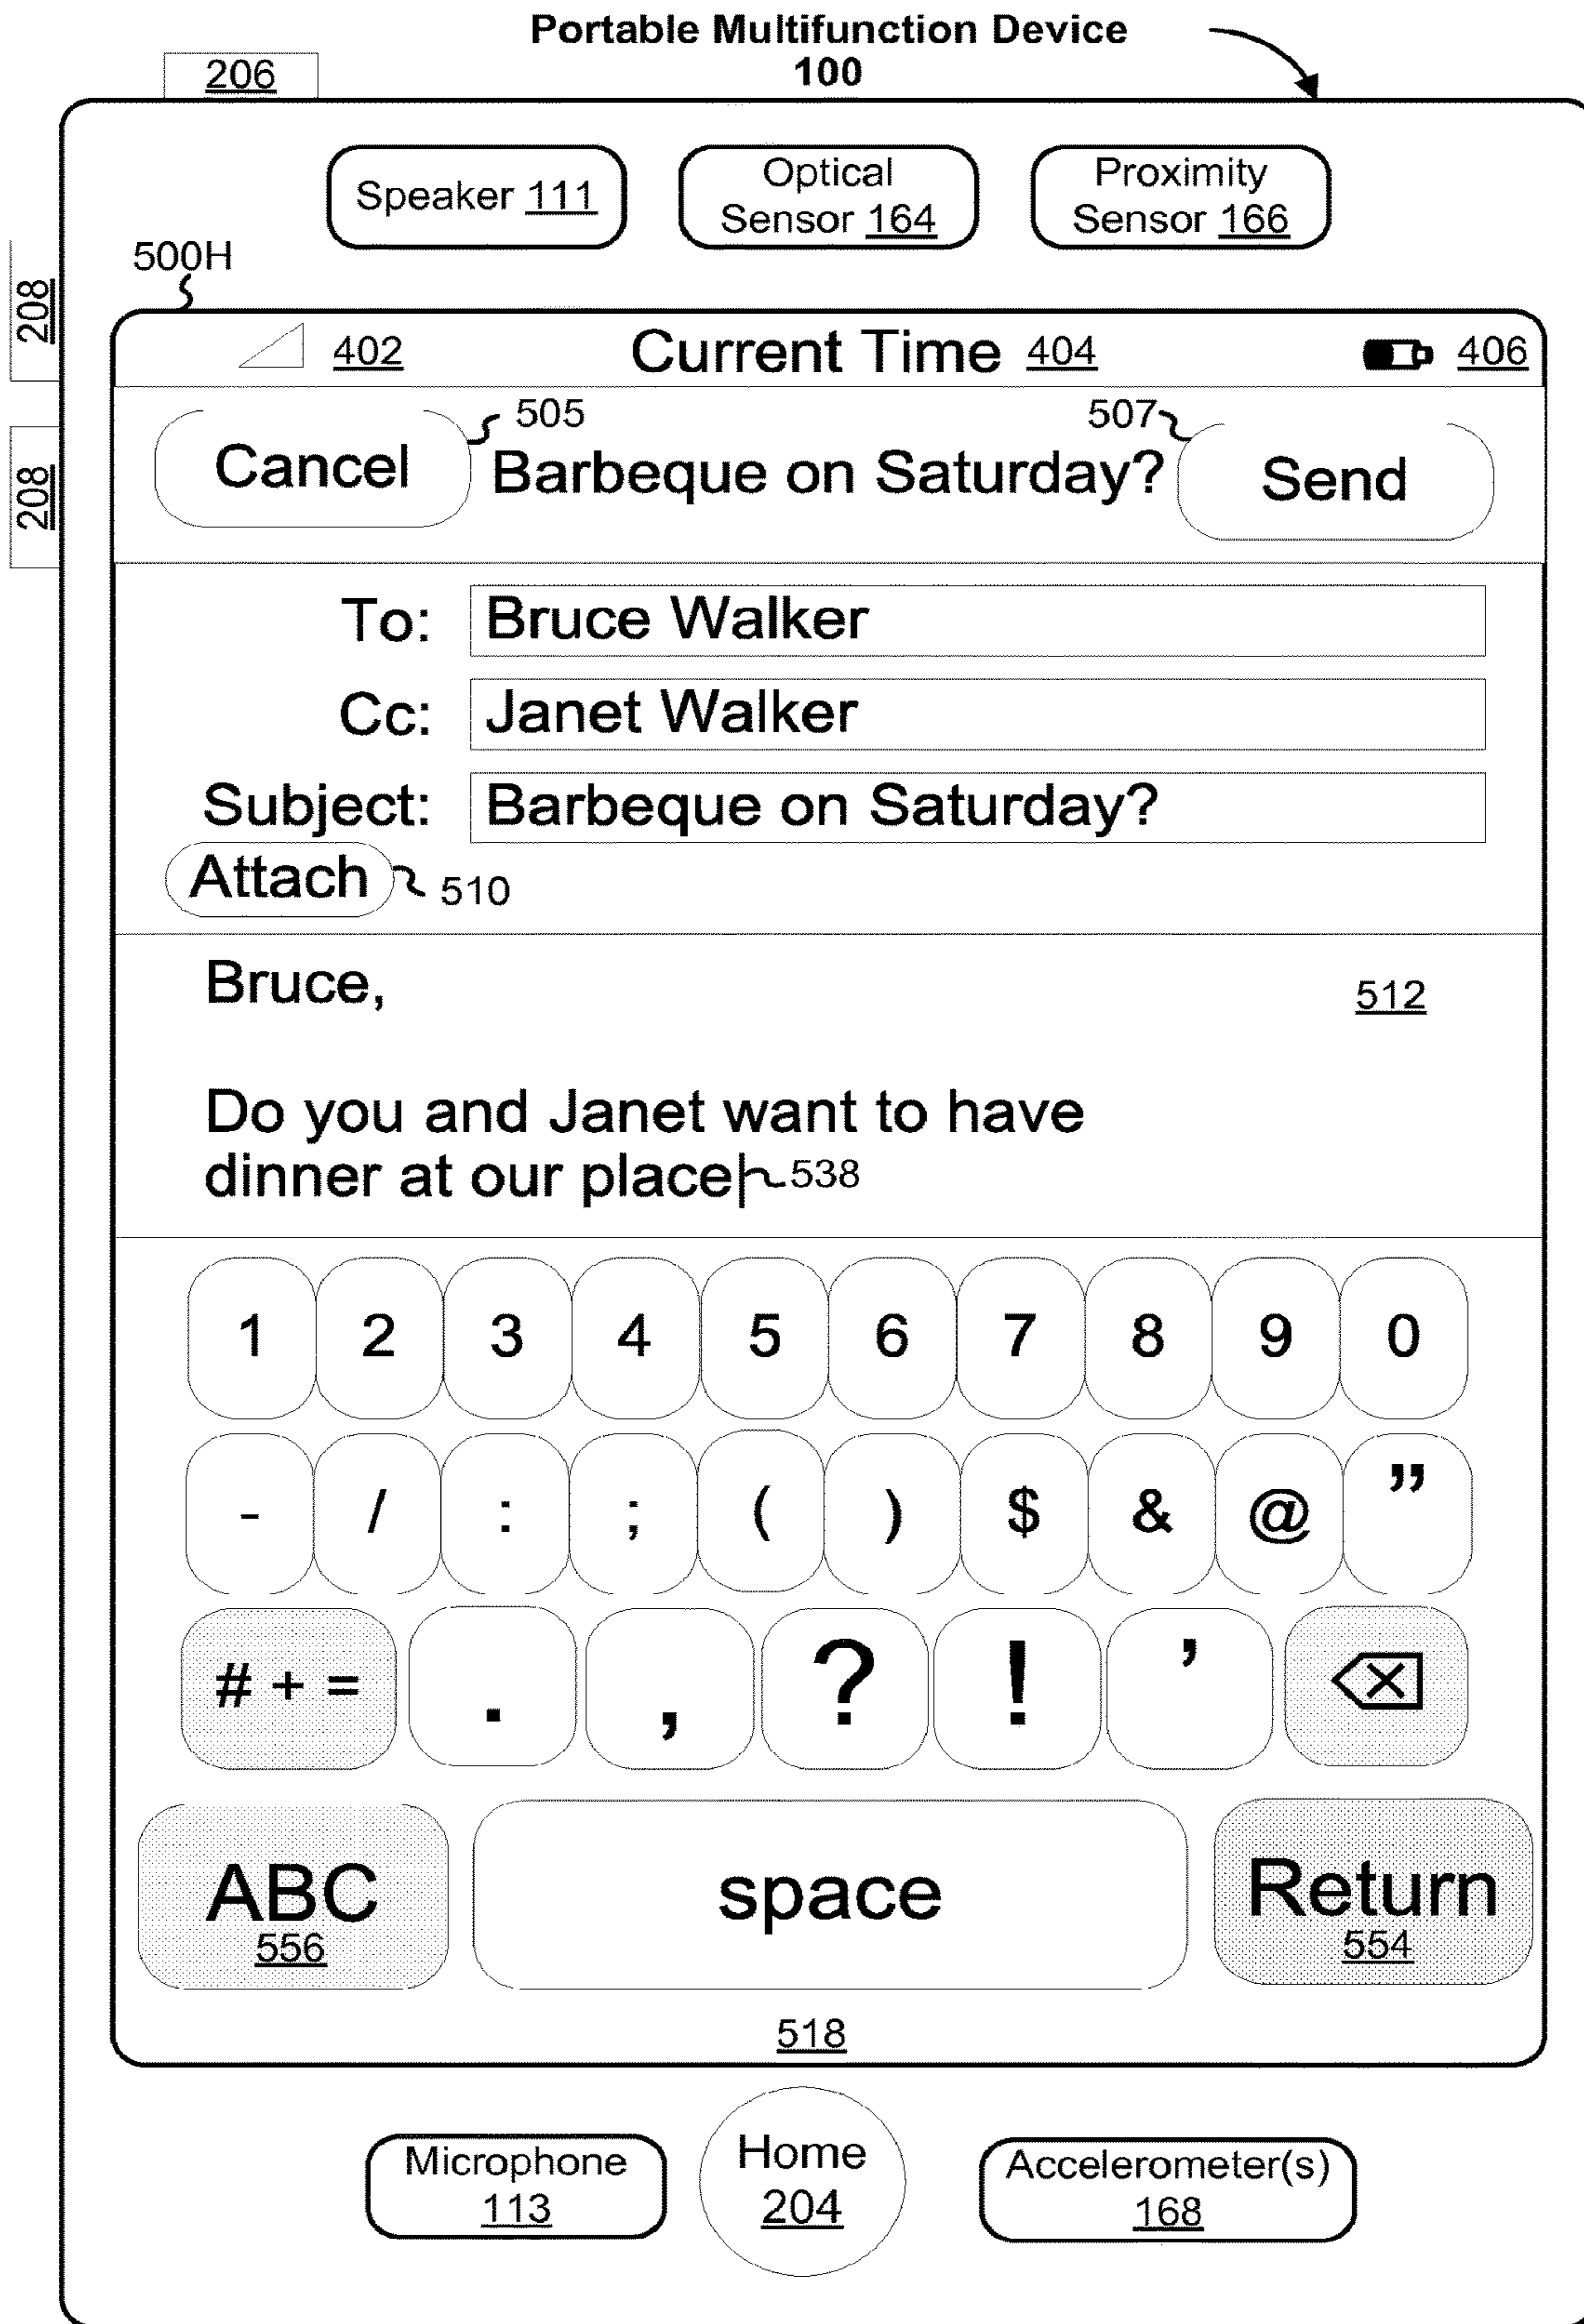 Portable Multifunction Device
100
206
Speaker 111
Optical
Sensor 164
Proximity
Sensor 166
500H
208
208
402
Current Time 404
406
Cancel
505
Barbeque on Saturday?
507
Send
To: Bruce Walker
Cc: Janet Walker
Subject: Barbeque on Saturday?
Attach 510
Bruce,
512
Do you and Janet want to have
dinner at our place 538
1 2 3 4 5 6 7 8 9 0
- / : ; ( ) $ & @ ”
# + = . , ? ! ’
ABC
556
space
Return
554
518
Microphone
113
Home
204
Accelerometer(s)
168